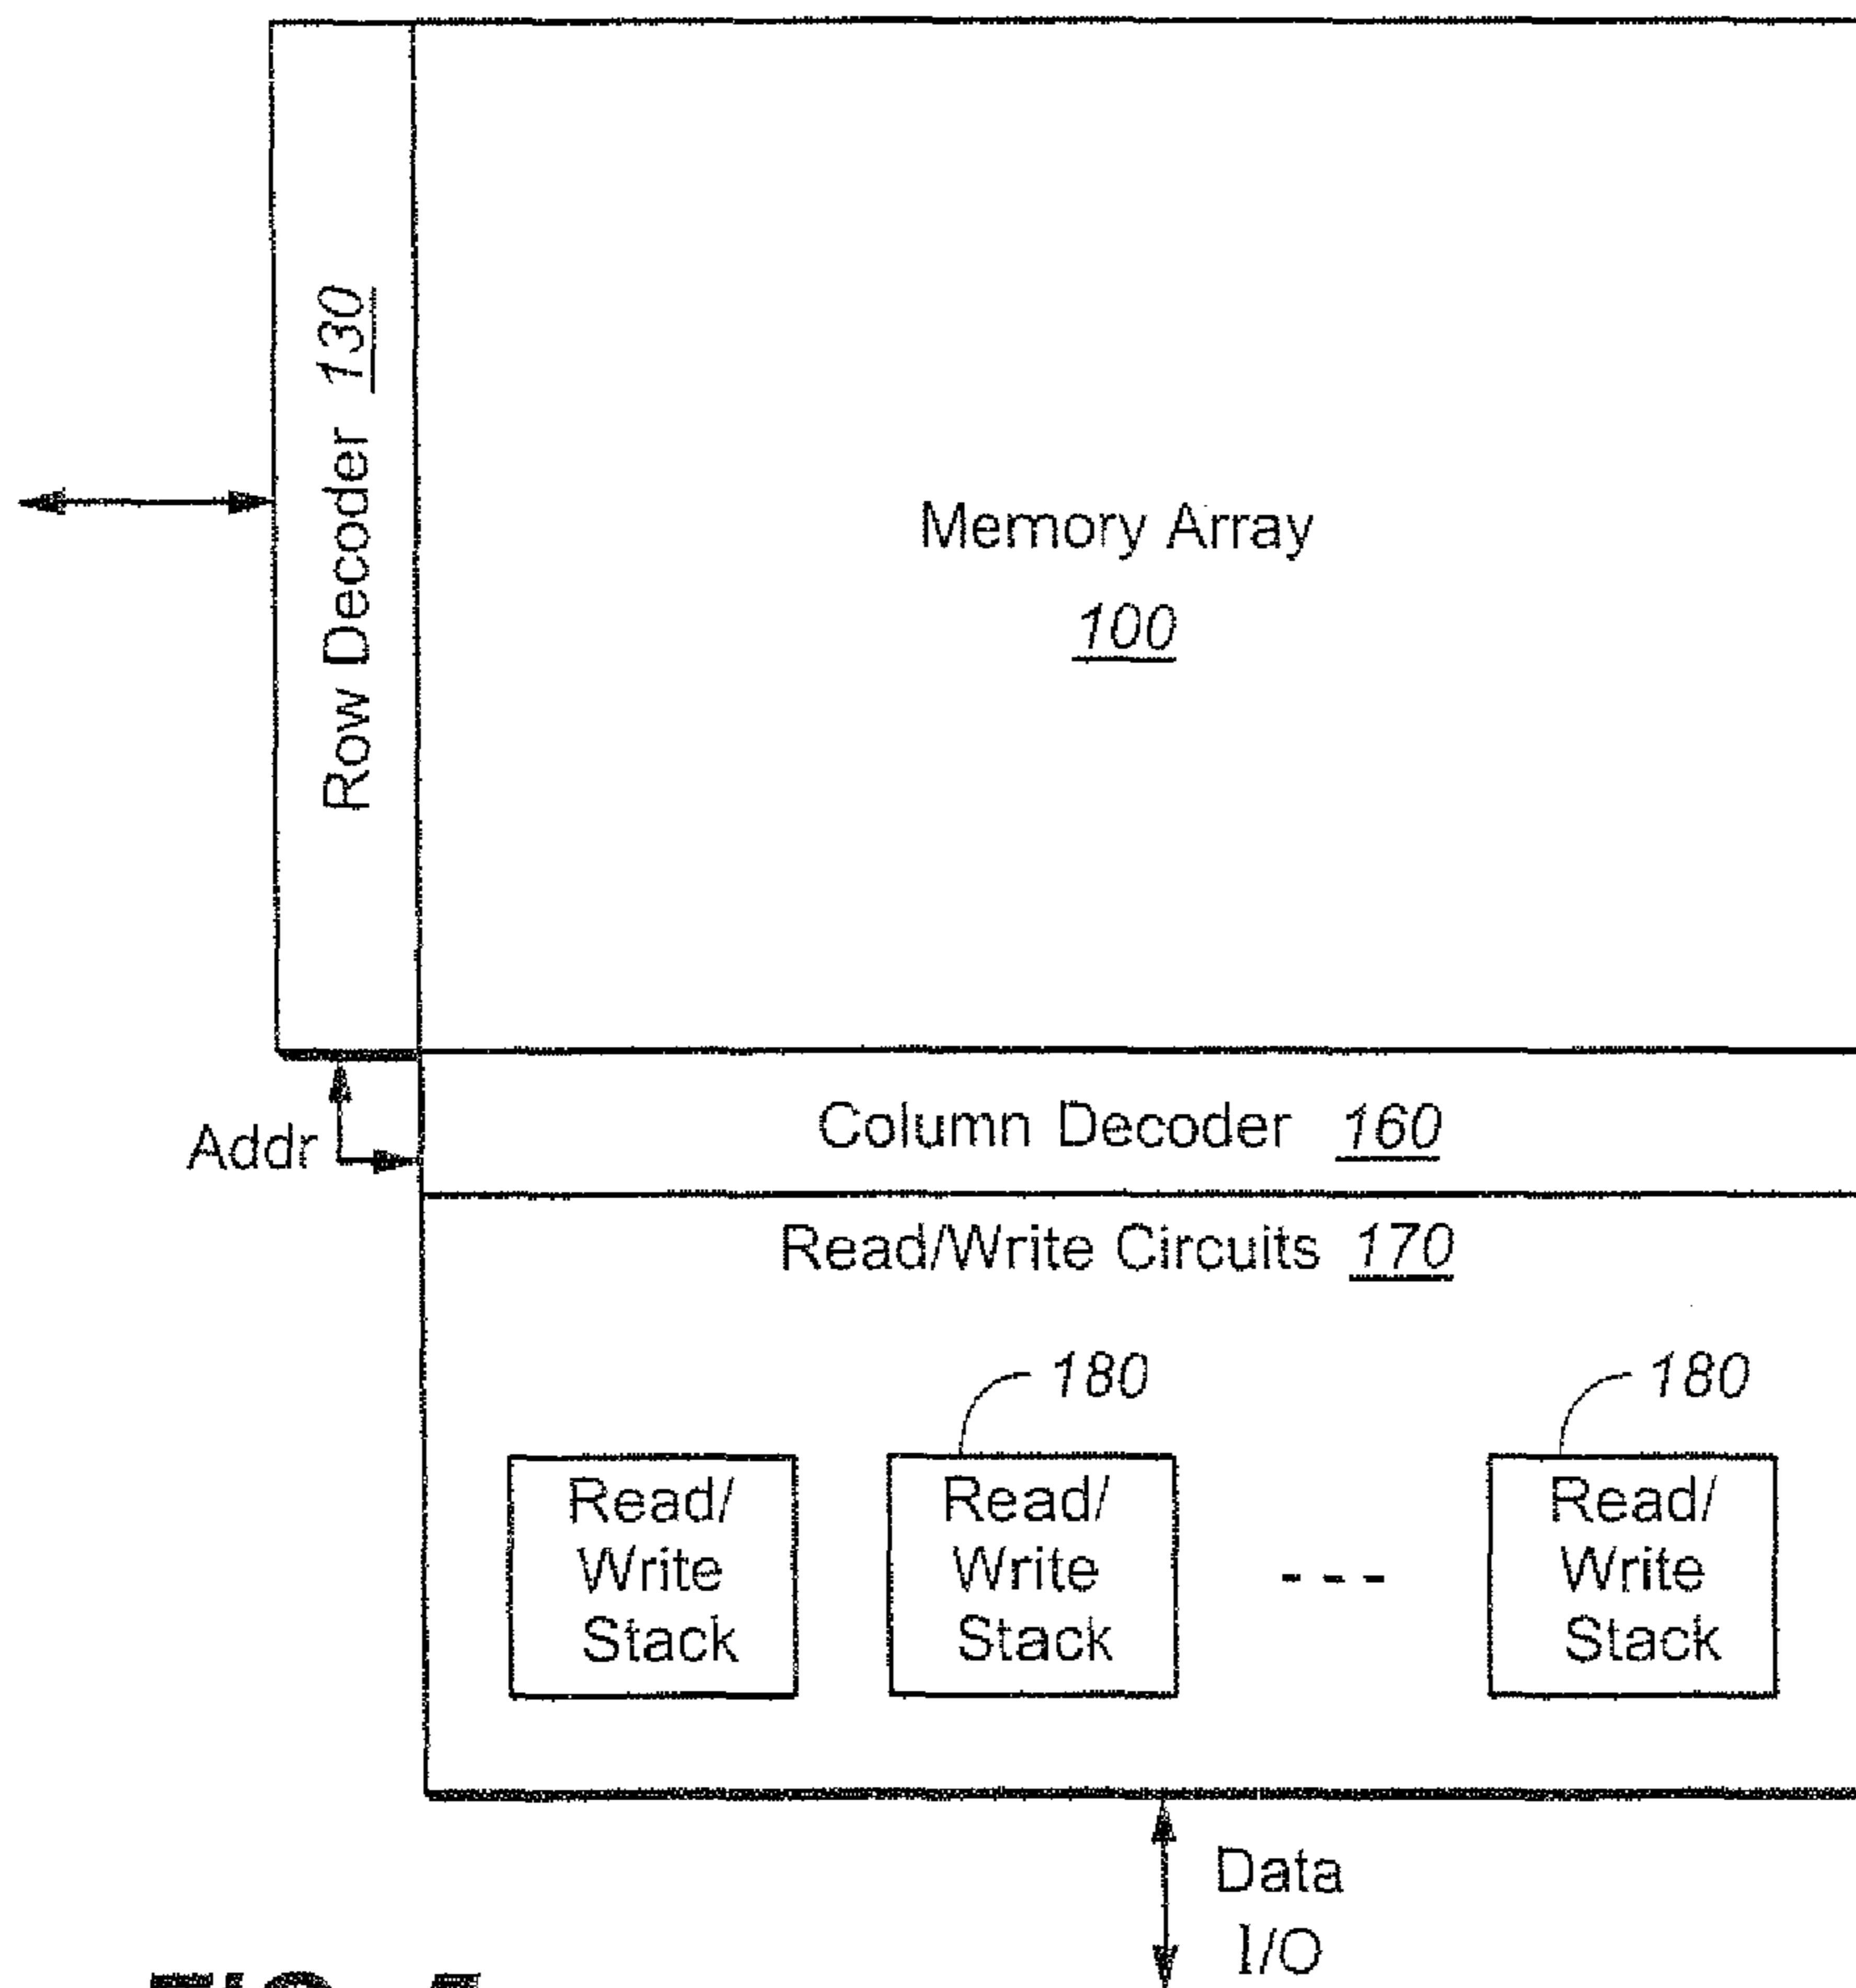 Row Decoder 130
Memory Array
100
Addr
Column Decoder 160
Read/Write Circuits 170
180
180
Read/
Write
Stack
Read/
Write
Stack
- - -
Read/
Write
Stack
Data
I/O